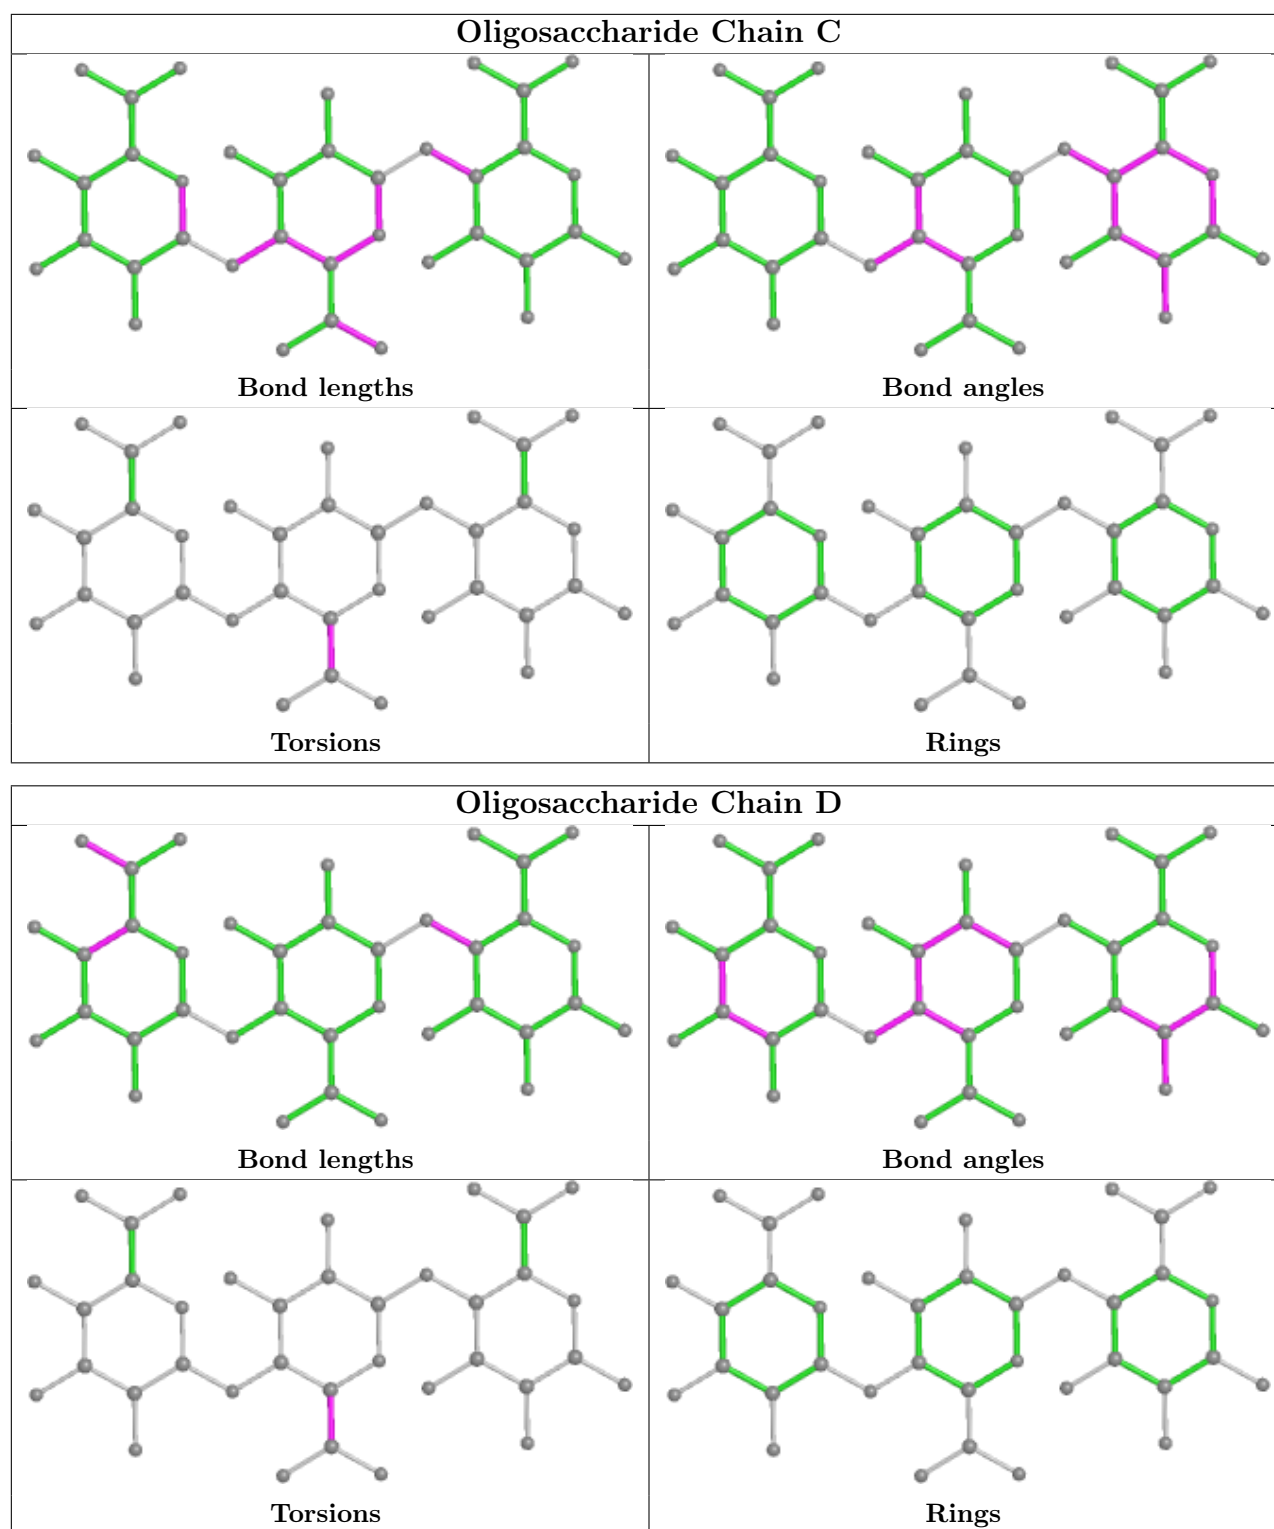 Oligosaccharide Chain C
Bond lengths
Bond angles
Torsions
Rings
Oligosaccharide Chain D
Bond lengths
Bond angles
Torsions
Rings